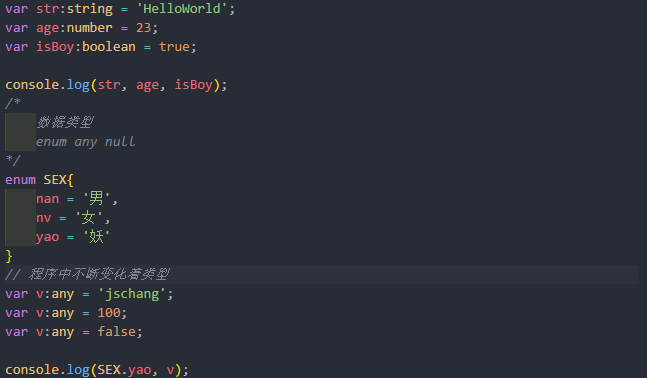 var str:string = 'HelloWorld';
var age:number = 23;
var isBoy:boolean = true;
console.log(str, age, isBoy);
/*
数据类型
enum any null
*/
enum SEX{
nan = '男',
nv = '女',
yao = '妖'
}
// 程序中不断变化着类型
var v:any = 'jschang';
var v:any = 100;
var v:any = false;
console.log(SEX.yao, v);